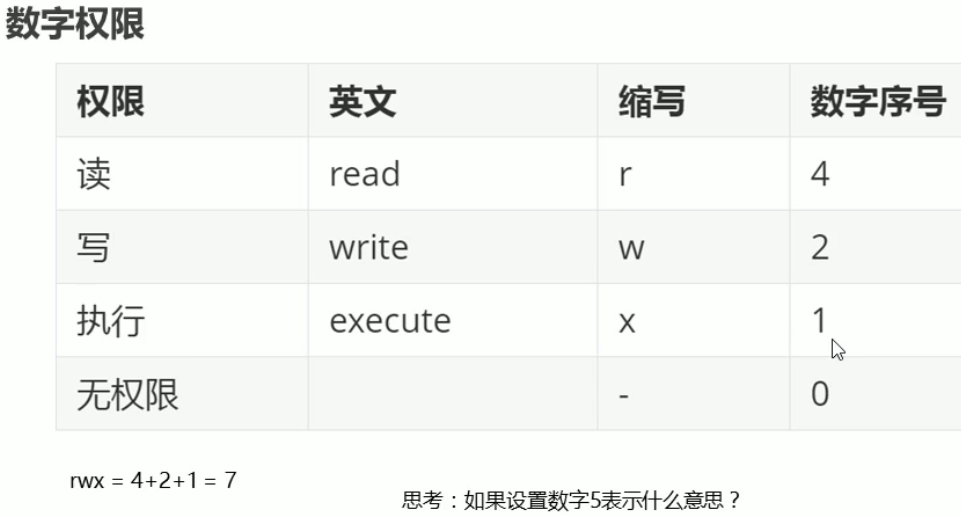 数字权限
权限 英文 缩写 数字序号
读 read r 4
写 write w 2
执行 execute x 1
无权限 - 0
rwx = 4+2+1 = 7
思考：如果设置数字5表示什么意思？